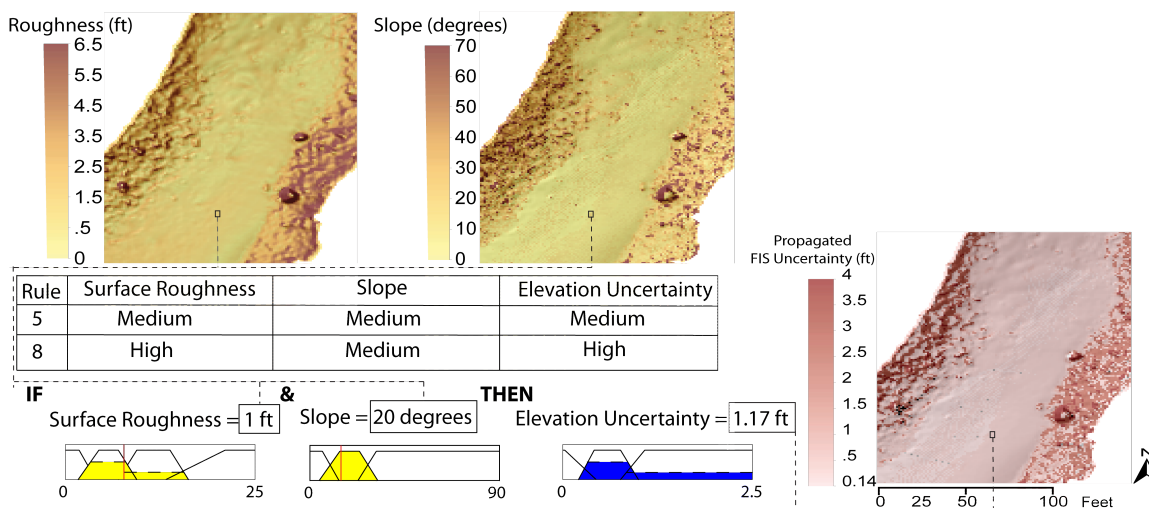 Roughness (ft)
6.5
5.5
4.5
3.5
2.5
1.5
.5
0
Slope (degrees)
70
60
50
40
30
20
10
0
Propagated
FIS Uncertainty (ft)
4
3
2.5
2
1.5
1
.5
0.14
0 25 50 100 Feet
N
Rule Surface Roughness Slope Elevation Uncertainty
5 Medium Medium Medium
8 High Medium High
IF & THEN
Surface Roughness = 1 ft Slope = 20 degrees Elevation Uncertainty = 1.17 ft
0 25 0 90 0 2.5